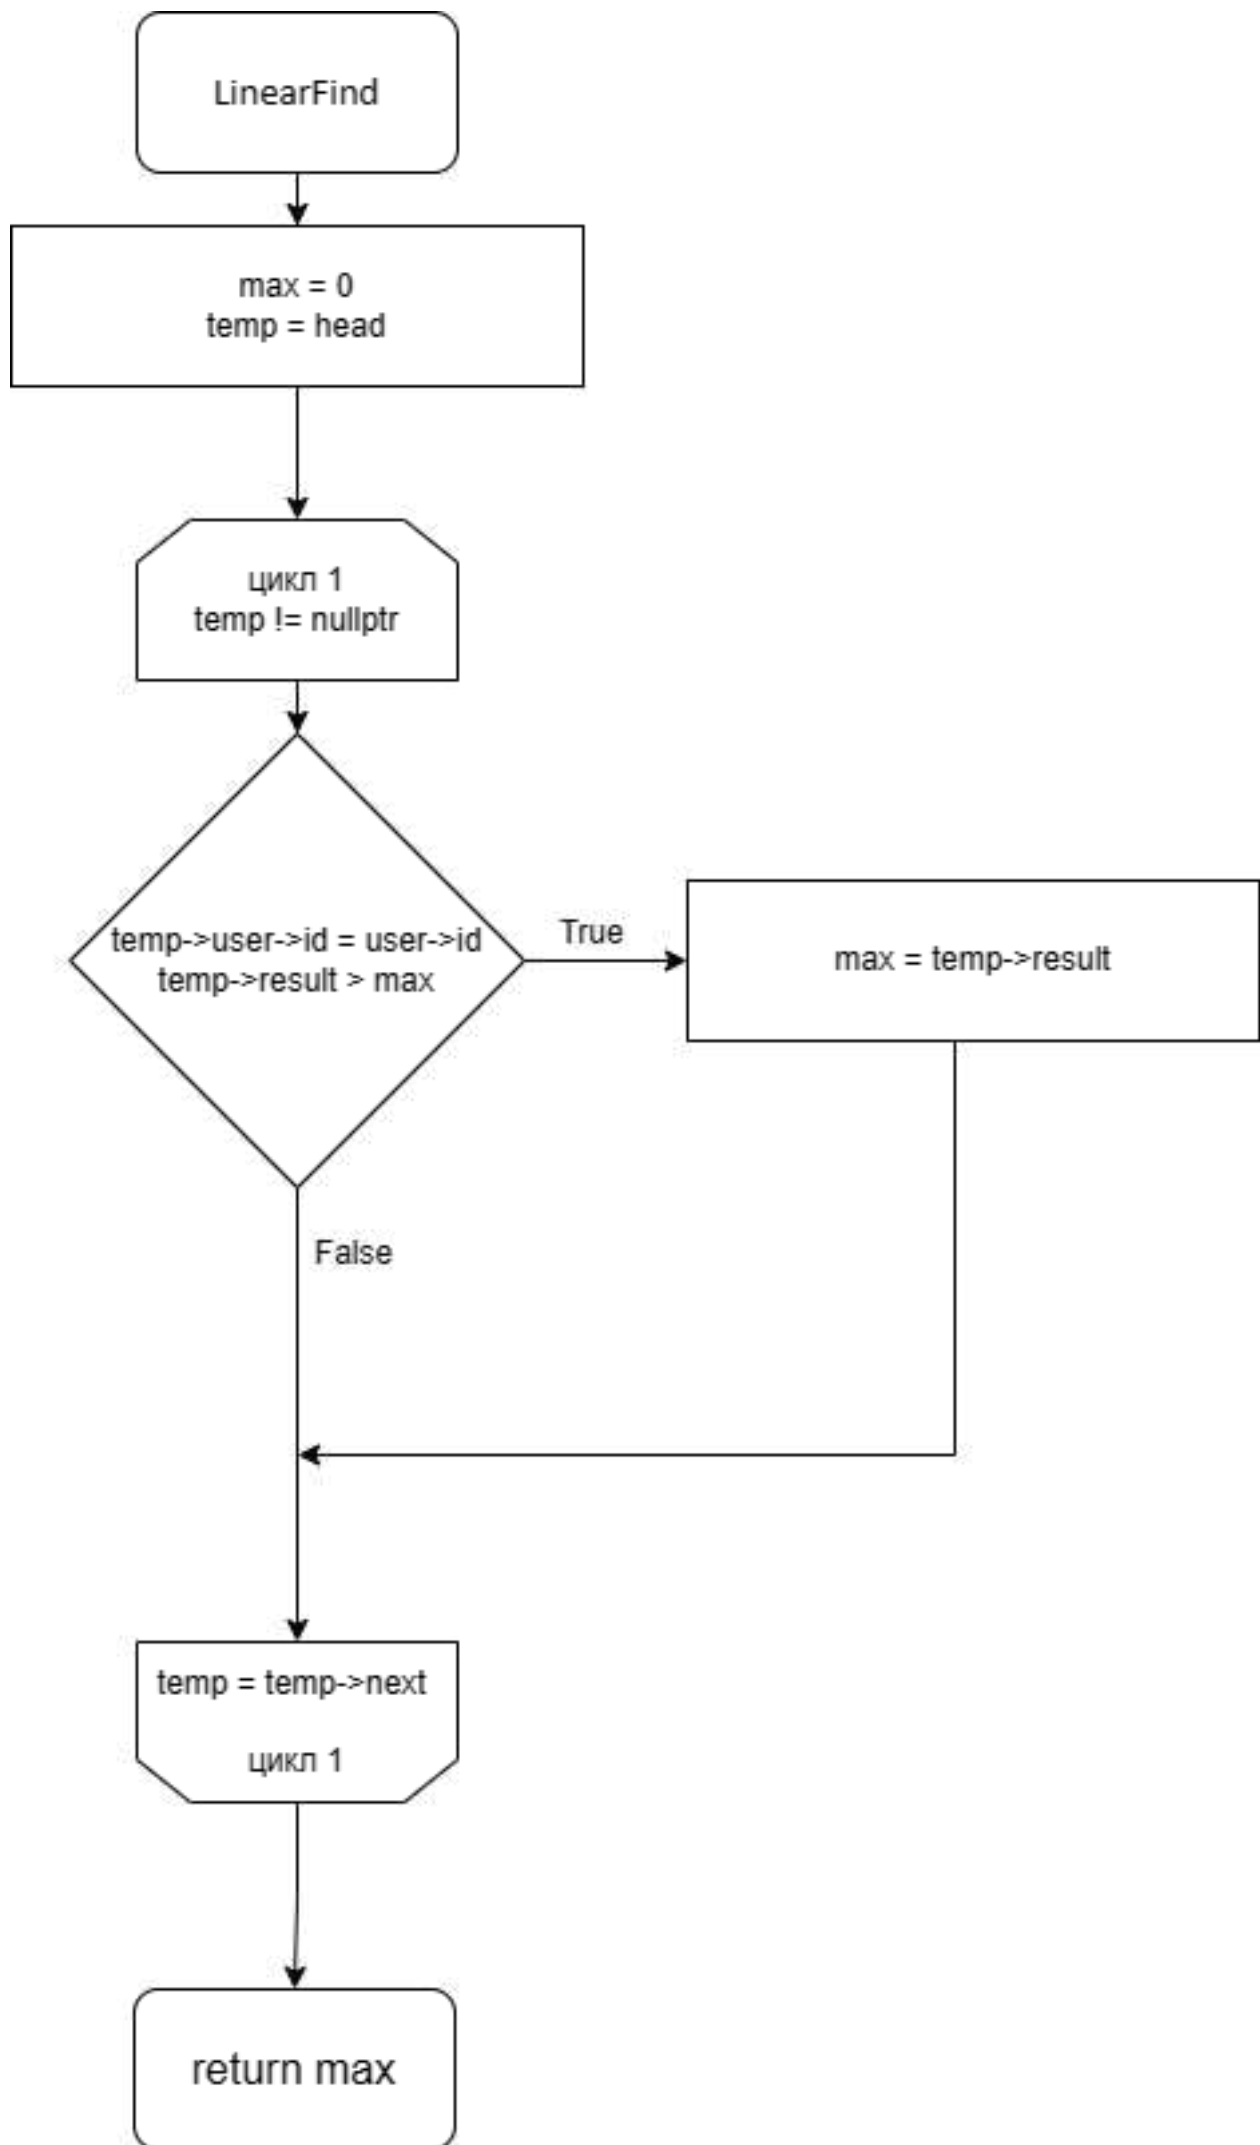 LinearFind
max = 0
temp = head
цикл 1
temp != nullptr
temp->user->id = user->id
temp->result > max
True
max = temp->result
False
temp = temp->next
цикл 1
return max